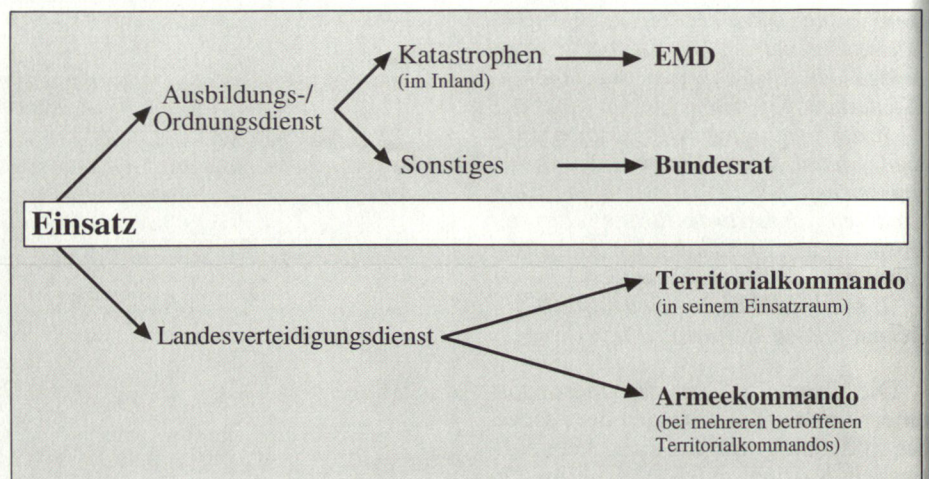 Katastrophen
(im Inland)
EMD
Ausbildungs-/
Ordnungsdienst
Sonstiges
Bundesrat
Einsatz
Territorialkommando
(in seinem Einsatzraum)
Landesverteidigungsdienst
Armeekommando
(bei mehreren betroffenen
Territorialkommandos)